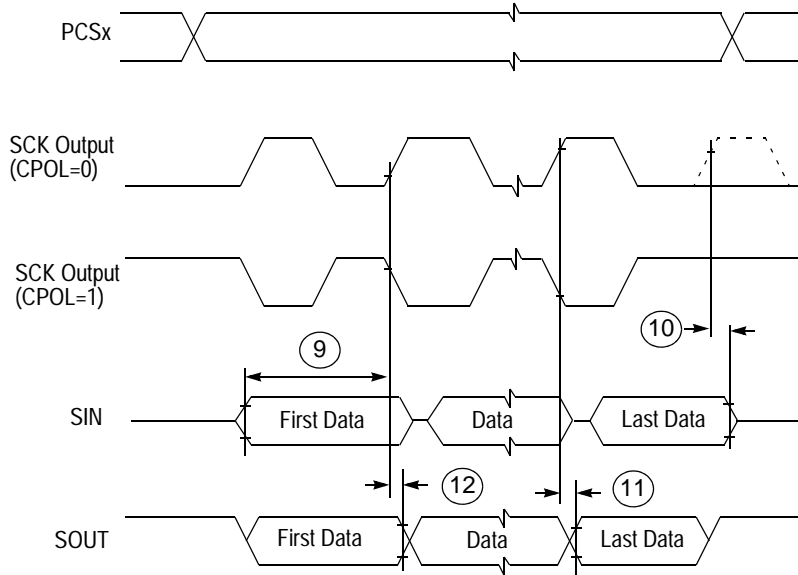 PCSx
SCK Output
(CPOL=0)
SCK Output
(CPOL=1)
10
9
SIN
First Data
Data
Last Data
12
11
SOUT
First Data
Data
Last Data